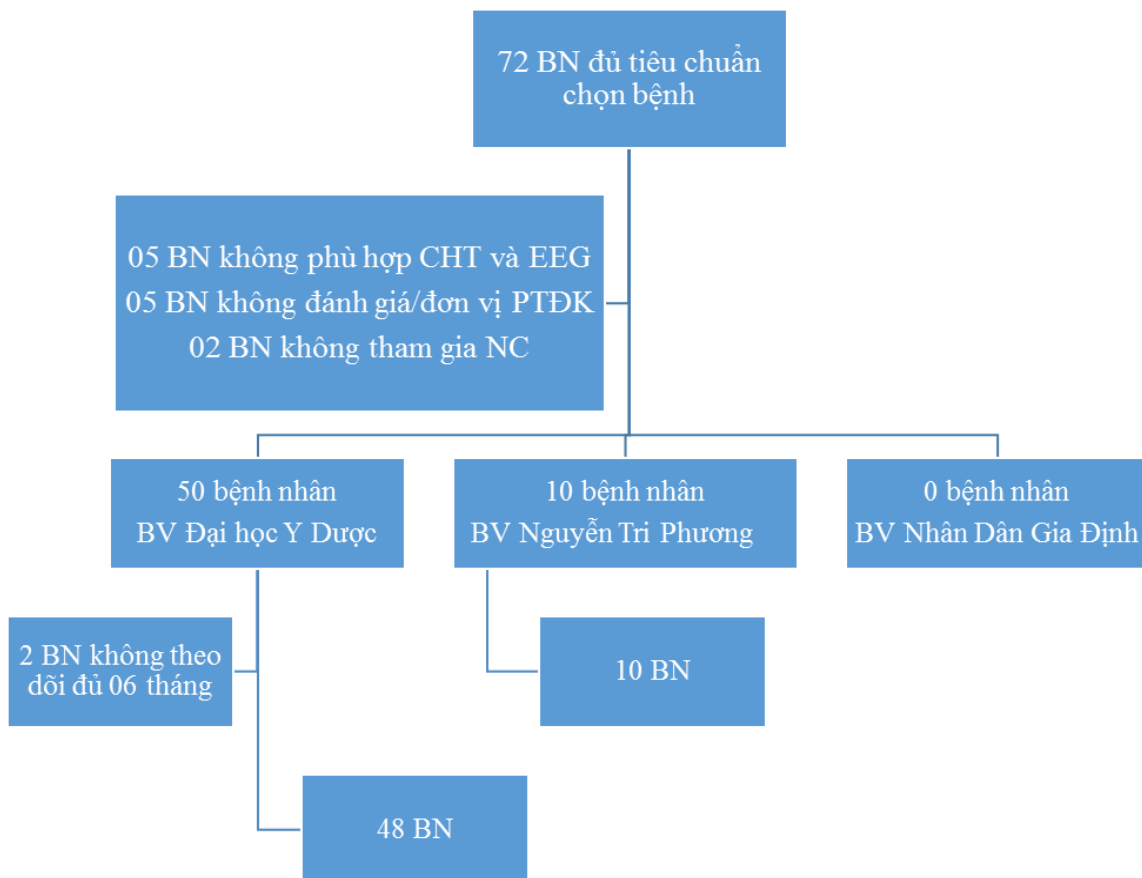 72 BN đủ tiêu chuẩn
chọn bệnh
05 BN không phù hợp CHT và EEG
05 BN không đánh giá/đơn vị PTĐK
02 BN không tham gia NC
50 bệnh nhân
BV Đại học Y Dược
10 bệnh nhân
BV Nguyễn Tri Phương
0 bệnh nhân
BV Nhân Dân Gia Định
2 BN không theo
dõi đủ 06 tháng
10 BN
48 BN